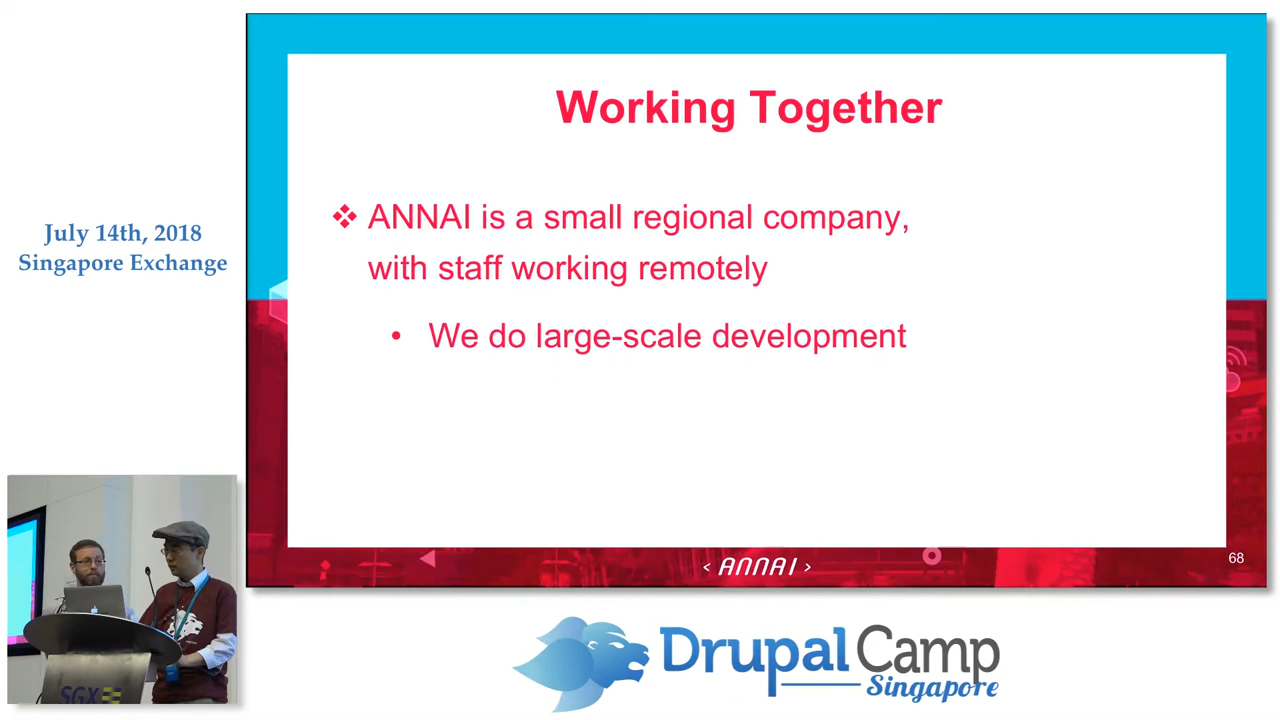 July 14th, 2018
Singapore Exchange
Working Together
❖ ANNAI is a small regional company,
with staff working remotely
• We do large-scale development
‹ ANNAI ›
68
SGX
DrupalCamp
Singapore